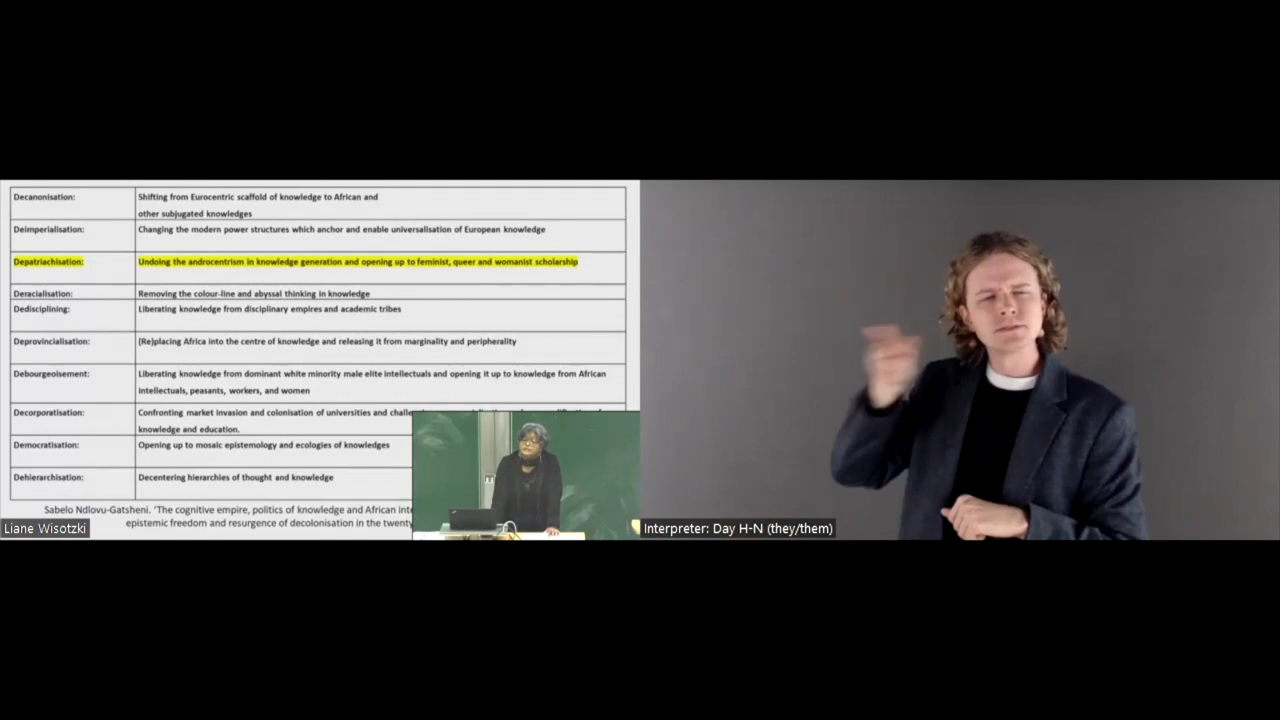 Decanonisation: Shifting from Eurocentric scaffold of knowledge to African and
other subjugated knowledges
Deimperialisation: Changing the modern power structures which anchor and enable universalisation of European knowledge
Depatriachisation: Undoing the androcentrism in knowledge generation and opening up to feminist, queer and womanist scholarship
Deracialisation: Removing the colour-line and abyssal thinking in knowledge
Dedisciplining: Liberating knowledge from disciplinary empires and academic tribes
Deprovincialisation: (Re)placing Africa into the centre of knowledge and releasing it from marginality and peripherality
Debourgeoisement: Liberating knowledge from dominant white minority male elite intellectuals and opening it up to knowledge from African
intellectuals, peasants, workers, and women
Decorporatisation: Confronting market invasion and colonisation of universities and
knowledge and education.
Democratisation: Opening up to mosaic epistemology and ecologies of knowledges
Dehierarchisation: Decentering hierarchies of thought and knowledge
Sabelo Ndlovu-Gatsheni. 'The cognitive empire, politics of knowledge and African
epistemic freedom and resurgence of decolonisation in the
Liane Wisotzki
Interpreter: Day H-N (they/them)